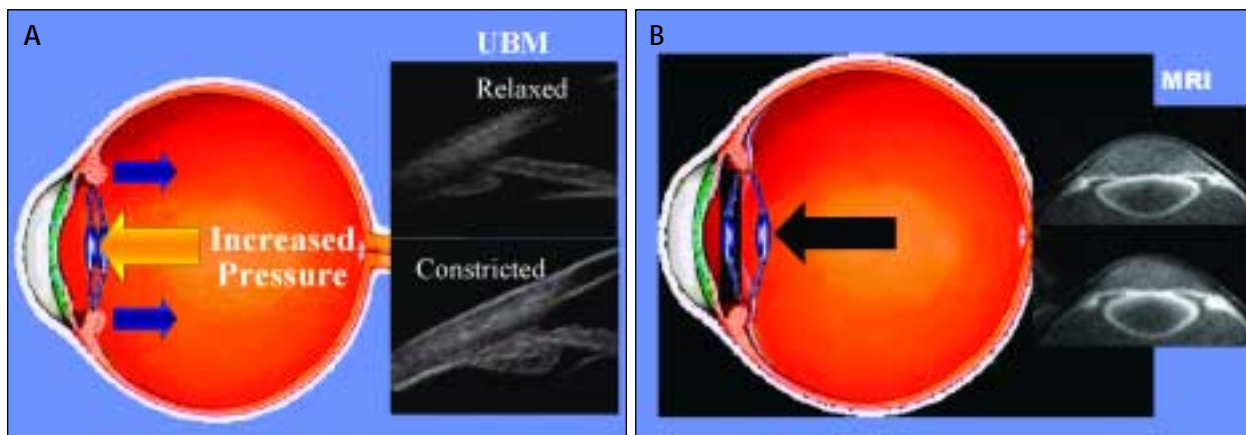 A
UBM
Relaxed
Increased
Pressure
Constricted
B
MRI